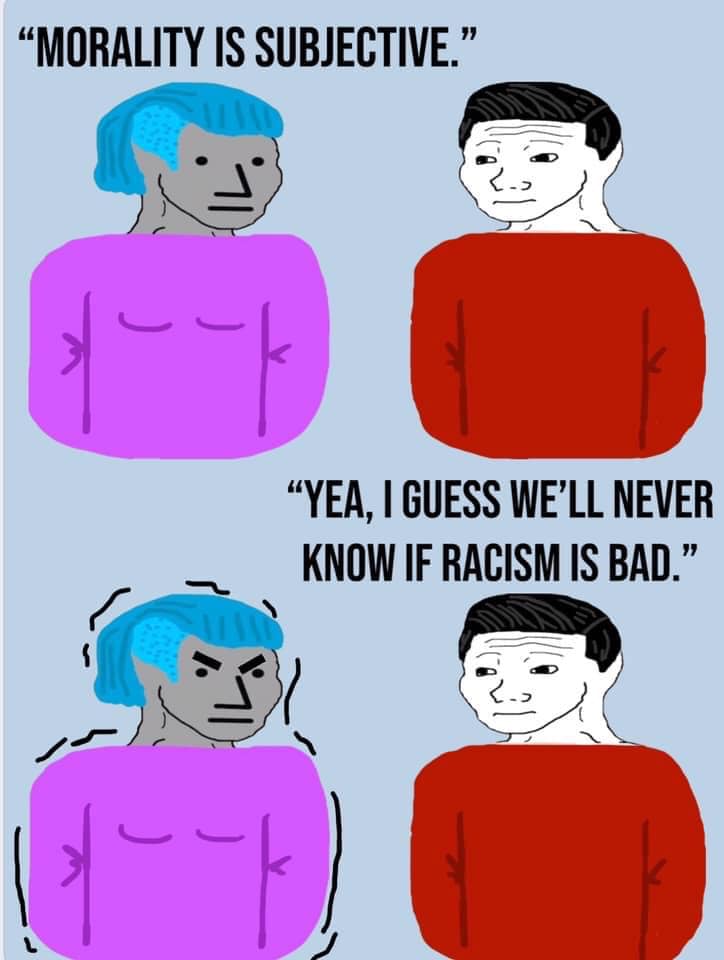 “MORALITY IS SUBJECTIVE.”
“YEA, I GUESS WE’LL NEVER
KNOW IF RACISM IS BAD.”